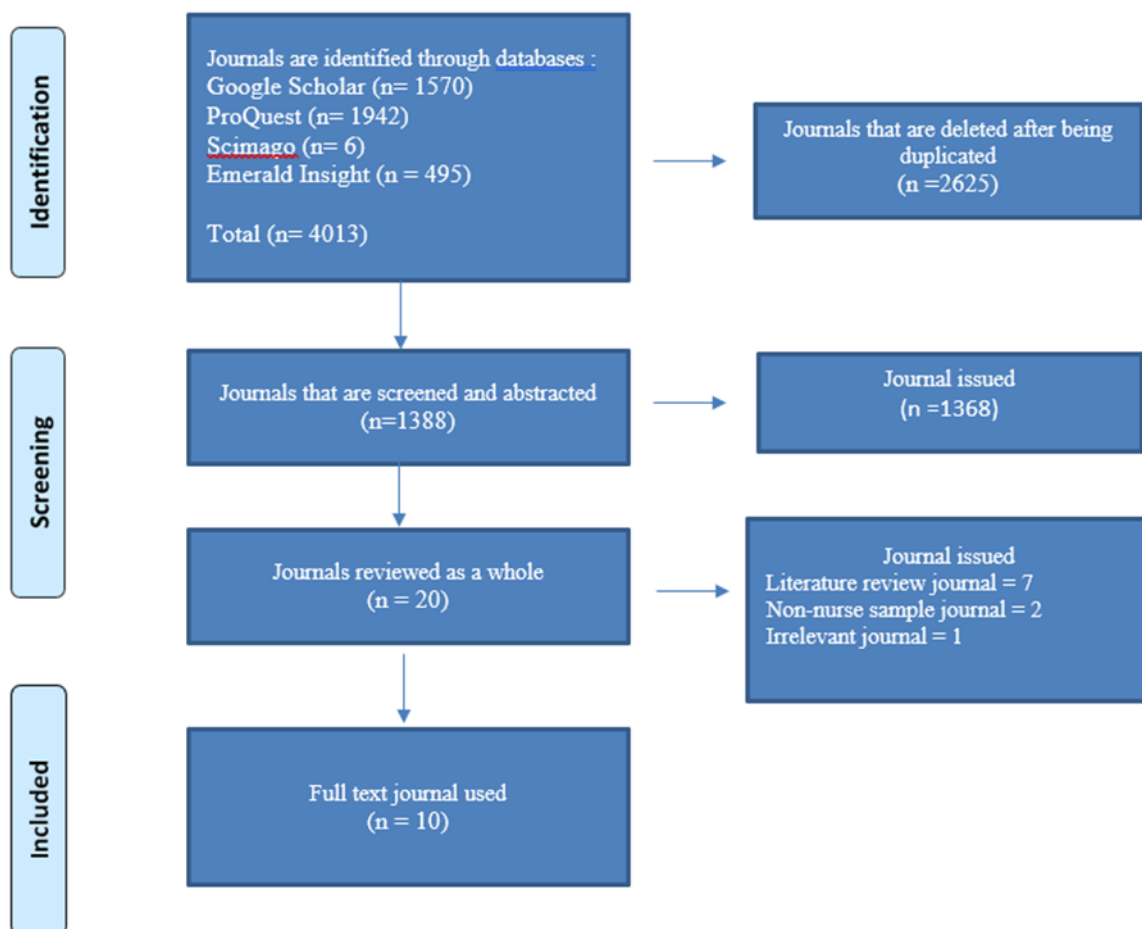 Identification
Journals are identified through databases :
Google Scholar (n= 1570)
ProQuest (n= 1942)
Scimago (n= 6)
Emerald Insight (n = 495)
Total (n= 4013)
Journals that are deleted after being
duplicated
(n =2625)
Screening
Journals that are screened and abstracted
(n=1388)
Journal issued
(n =1368)
Journals reviewed as a whole
(n = 20)
Journal issued
Literature review journal = 7
Non-nurse sample journal = 2
Irrelevant journal = 1
Included
Full text journal used
(n = 10)